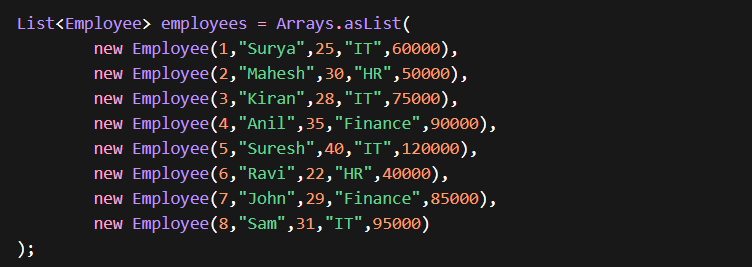 List<Employee> employees = Arrays.asList(
        new Employee(1,"Surya",25,"IT",60000),
        new Employee(2,"Mahesh",30,"HR",50000),
        new Employee(3,"Kiran",28,"IT",75000),
        new Employee(4,"Anil",35,"Finance",90000),
        new Employee(5,"Suresh",40,"IT",120000),
        new Employee(6,"Ravi",22,"HR",40000),
        new Employee(7,"John",29,"Finance",85000),
        new Employee(8,"Sam",31,"IT",95000)
);